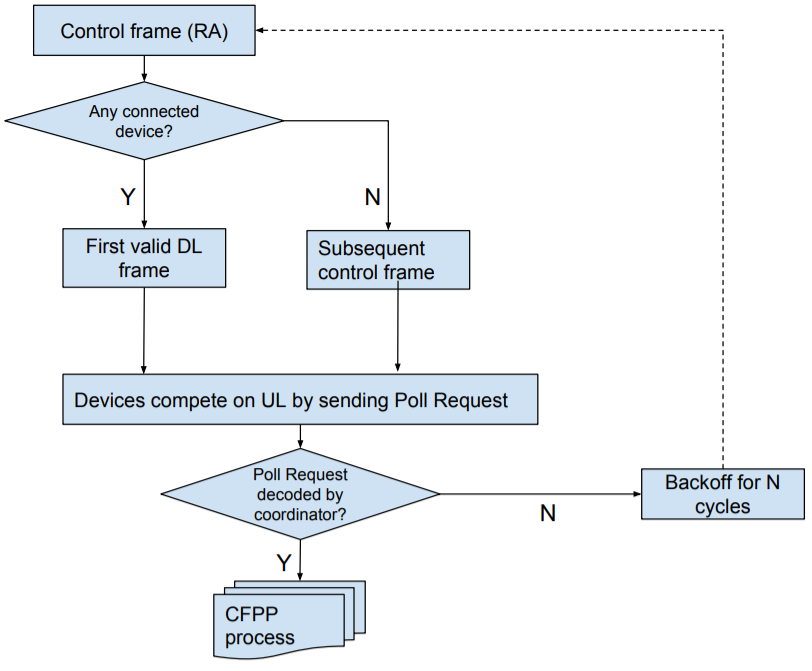 Control frame (RA)
Any connected
device?
Y
N
First valid DL
frame
Subsequent
control frame
Devices compete on UL by sending Poll Request
Poll Request
decoded by
coordinator?
N
Backoff for N
cycles
Y
CFPP
process